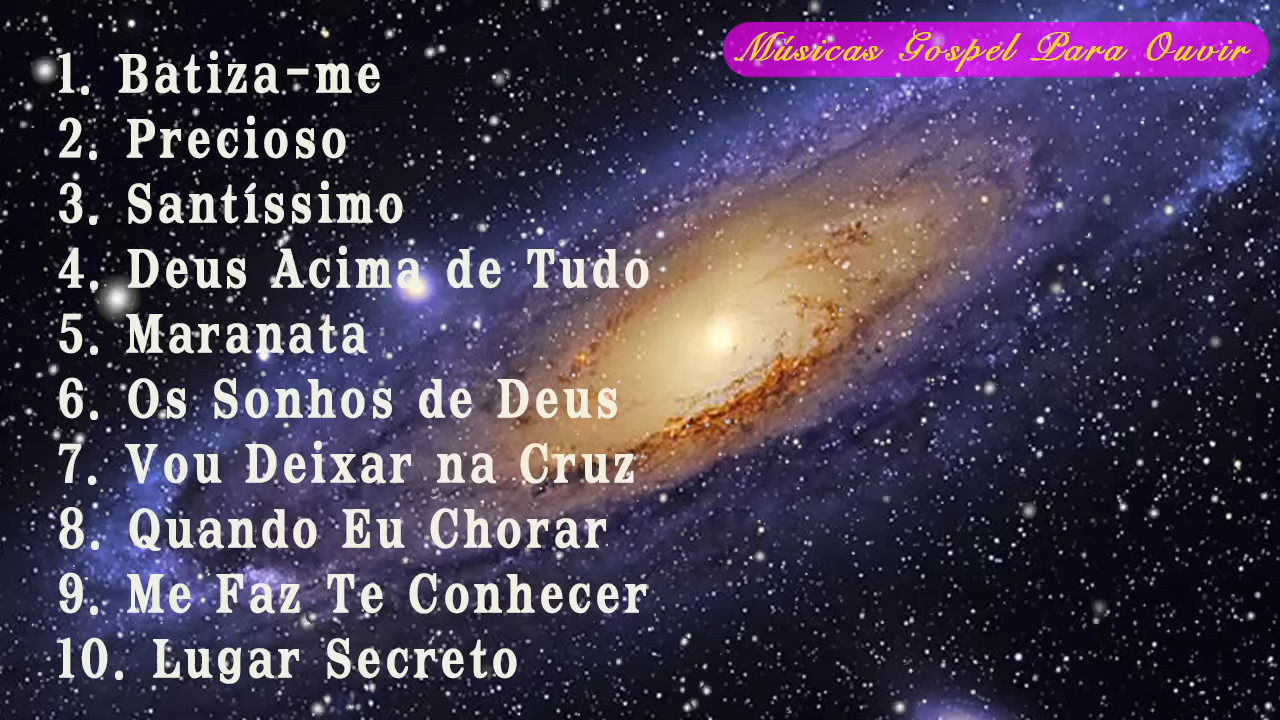 Músicas Gospel Para Ouvir
1. Batiza-me
2. Precioso
3. Santíssimo
4. Deus Acima de Tudo
5. Maranata
6. Os Sonhos de Deus
7. Vou Deixar na Cruz
8. Quando Eu Chorar
9. Me Faz Te Conhecer
10. Lugar Secreto